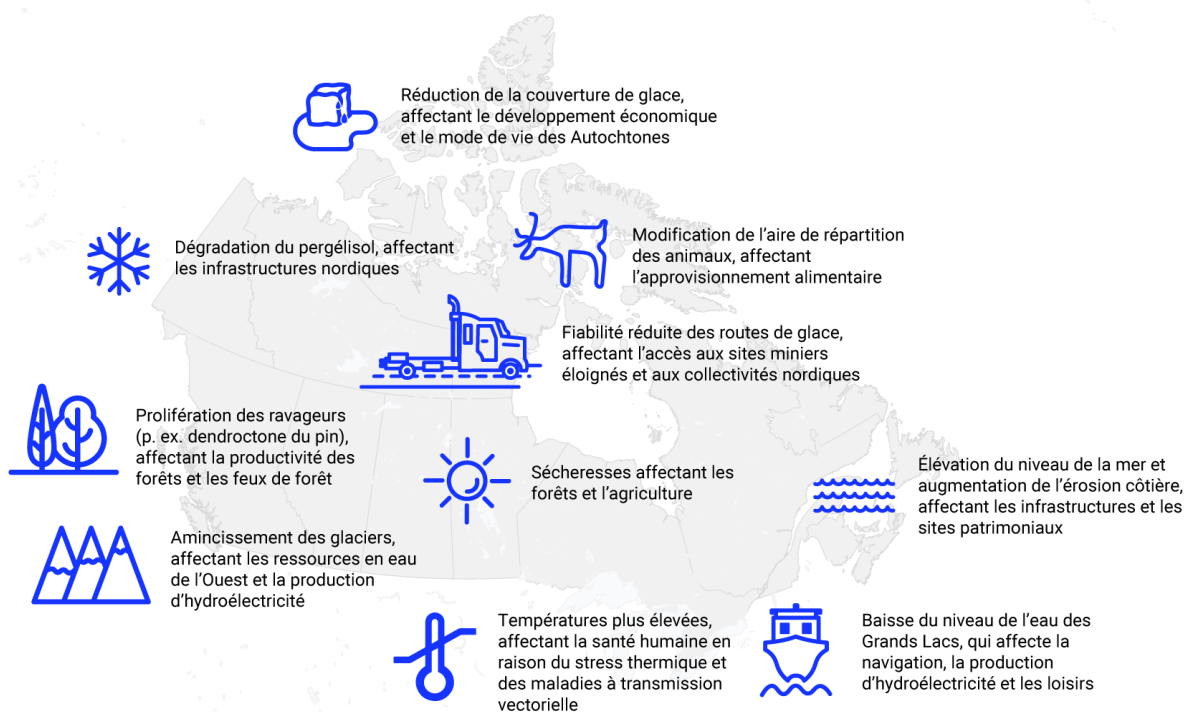 Réduction de la couverture de glace,
affectant le développement économique
et le mode de vie des Autochtones
Dégradation du pergélisol, affectant
les infrastructures nordiques
Modification de l’aire de répartition
des animaux, affectant
l’approvisionnement alimentaire
Fiabilité réduite des routes de glace,
affectant l’accès aux sites miniers
éloignés et aux collectivités nordiques
Prolifération des ravageurs
(p. ex. dendroctone du pin),
affectant la productivité des
forêts et les feux de forêt
Sécheresses affectant les
forêts et l’agriculture
Élévation du niveau de la mer et
augmentation de l’érosion côtière,
affectant les infrastructures et les
sites patrimoniaux
Amincissement des glaciers,
affectant les ressources en eau
de l’Ouest et la production
d’hydroélectricité
Températures plus élevées,
affectant la santé humaine en
raison du stress thermique et
des maladies à transmission
vectorielle
Baisse du niveau de l’eau des
Grands Lacs, qui affecte la
navigation, la production
d’hydroélectricité et les loisirs